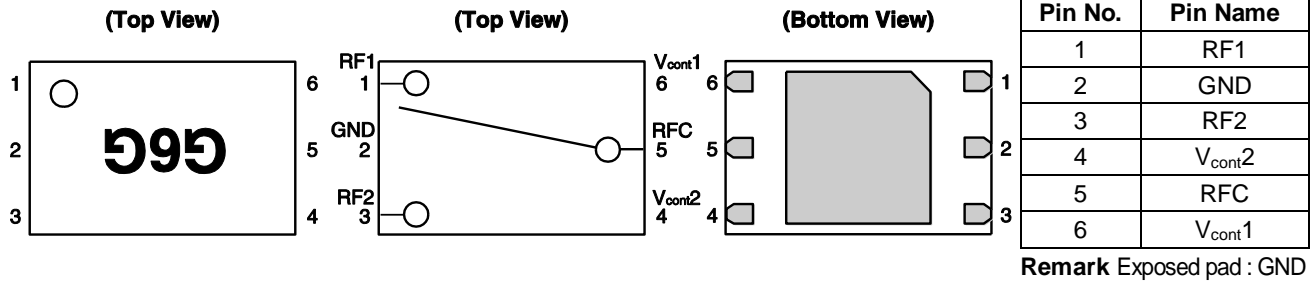 (Top View)
1
2
3
G6G
6
5
4
(Top View)
RF1
1
GND
2
RF2
3
Vcont1
6
RFC
5
Vcont2
4
(Bottom View)
6
5
4
1
2
3
Pin No. Pin Name
1 RF1
2 GND
3 RF2
4 Vcont2
5 RFC
6 Vcont1
Remark Exposed pad : GND